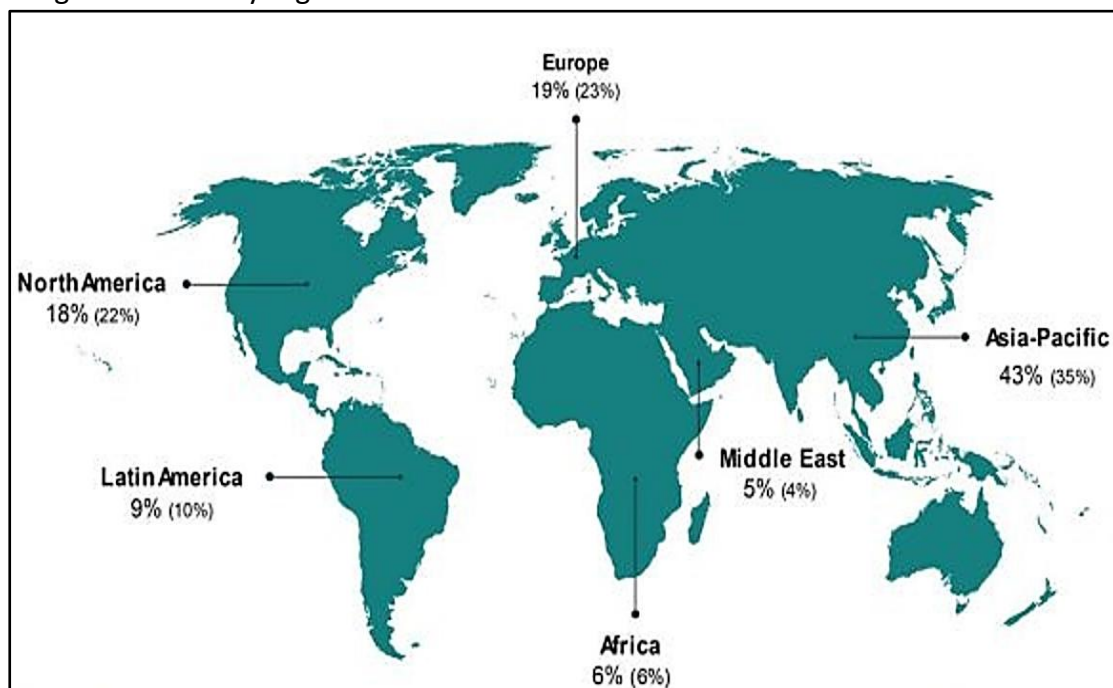 Europe
19% (23%)
North America
18% (22%)
Asia-Pacific
43% (35%)
Latin America
9% (10%)
Middle East
5% (4%)
Africa
6% (6%)